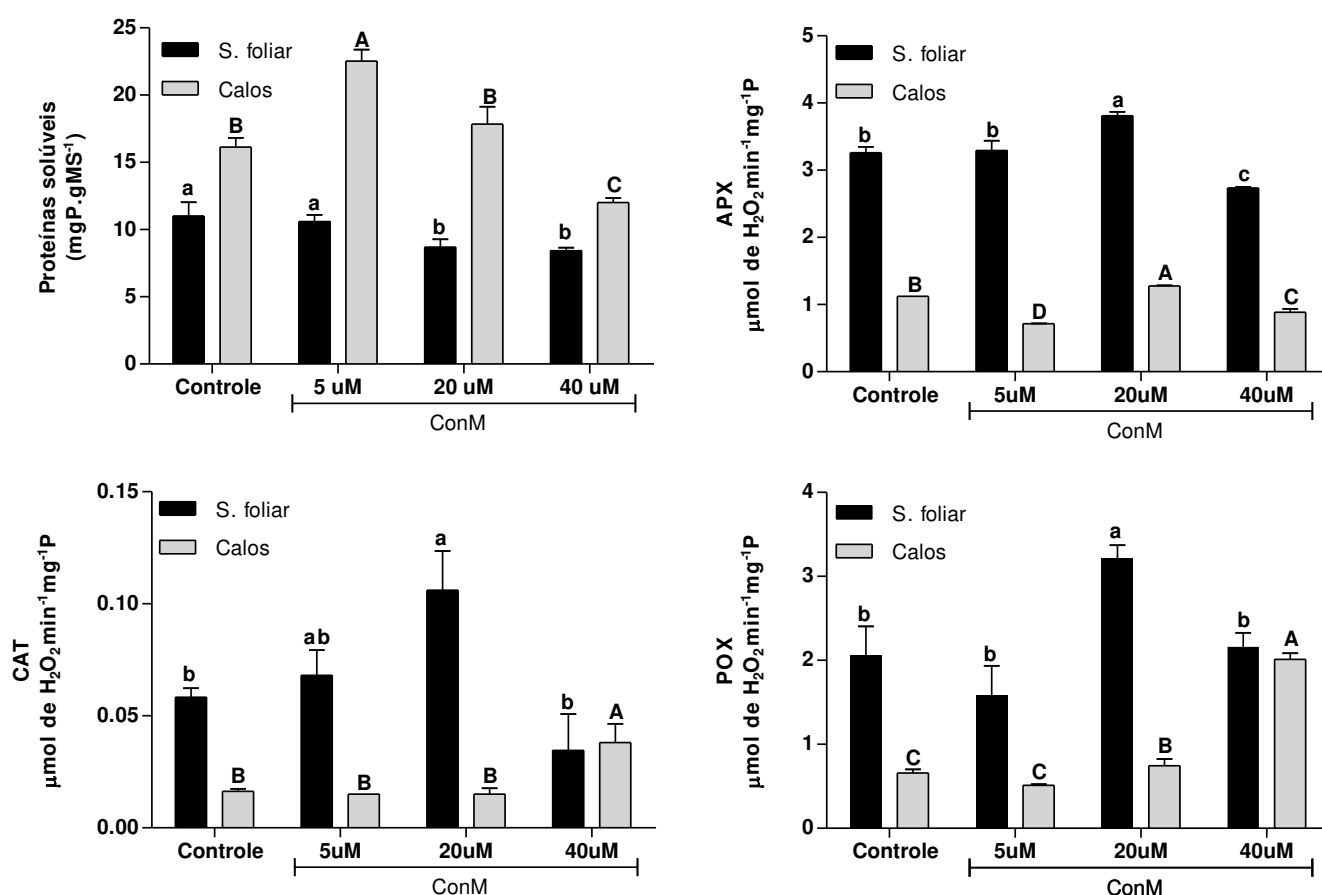 25
20
15
10
5
0
Proteínas solúveis
(mgP.gMS⁻¹)
S. foliar
Calos
a
B
a
A
b
B
b
C
Controle 5 uM 20 uM 40 uM
ConM
5
4
3
2
1
0
APX
μmol de H₂O₂min⁻¹mg⁻¹P
S. foliar
Calos
b
B
b
D
a
A
c
C
Controle 5uM 20uM 40uM
ConM
0.15
0.10
0.05
0.00
CAT
μmol de H₂O₂min⁻¹mg⁻¹P
S. foliar
Calos
b
B
ab
B
a
B
b
A
Controle 5uM 20uM 40uM
ConM
4
3
2
1
0
POX
μmol de H₂O₂min⁻¹mg⁻¹P
S. foliar
Calos
b
C
b
C
a
B
b
A
Controle 5uM 20uM 40uM
ConM